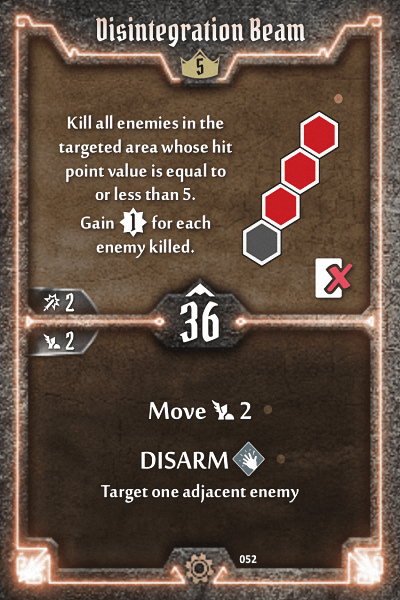 Disintegration Beam
5
Kill all enemies in the
targeted area whose hit
point value is equal to
or less than 5.
Gain 1 for each
enemy killed.
2
36
2
Move 2
DISARM
Target one adjacent enemy
052